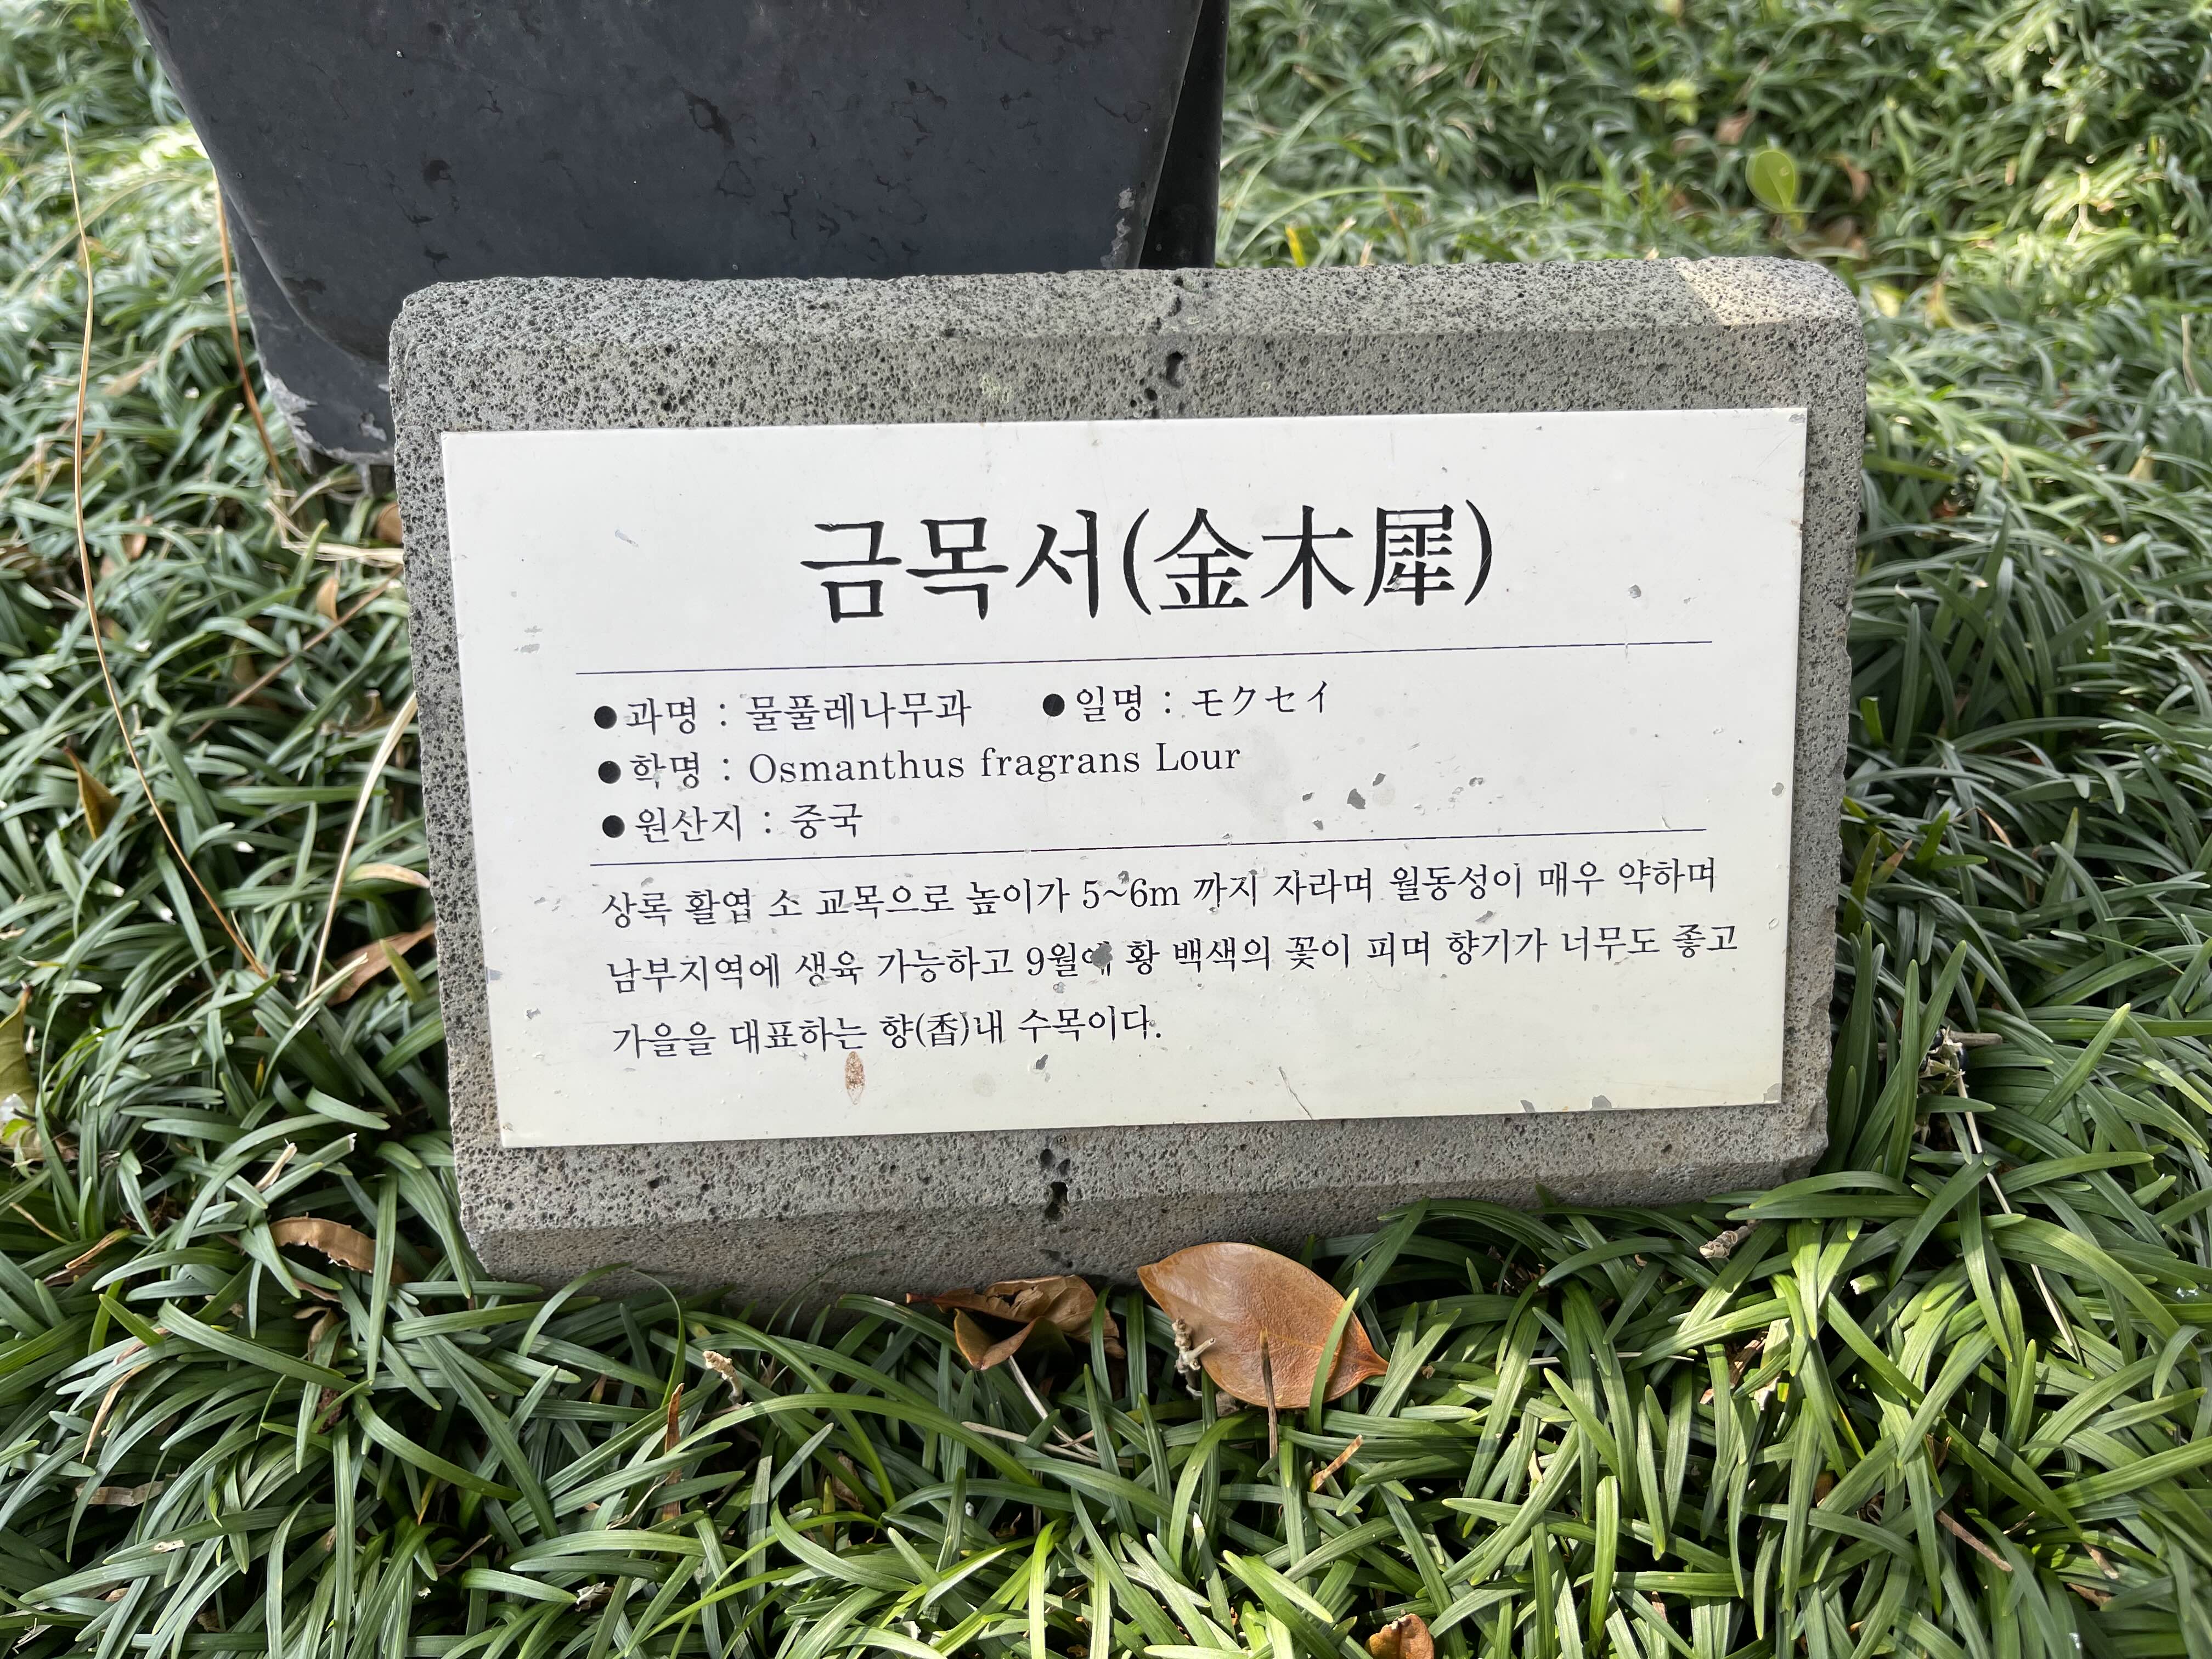 금목서(金木犀)
●과명 : 물풀레나무과 ●일명 : モクセイ
●학명 : Osmanthus fragrans Lour
●원산지 : 중국
상록 활엽 소 교목으로 높이가 5~6m 까지 자라며 월동성이 매우 약하며
남부지역에 생육 가능하고 9월에 황 백색의 꽃이 피며 향기가 너무도 좋고
가을을 대표하는 향(香)내 수목이다.